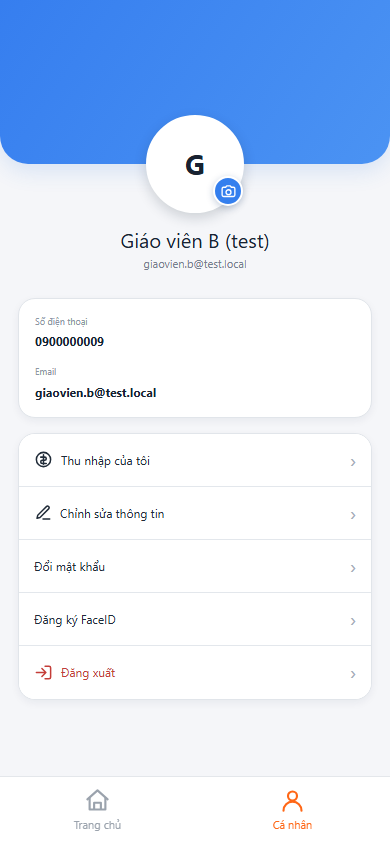 G
Giáo viên B (test)
giaovien.b@test.local
Số điện thoại
0900000009
Email
giaovien.b@test.local
Thu nhập của tôi
Chỉnh sửa thông tin
Đổi mật khẩu
Đăng ký FaceID
Đăng xuất
Trang chủ
Cá nhân